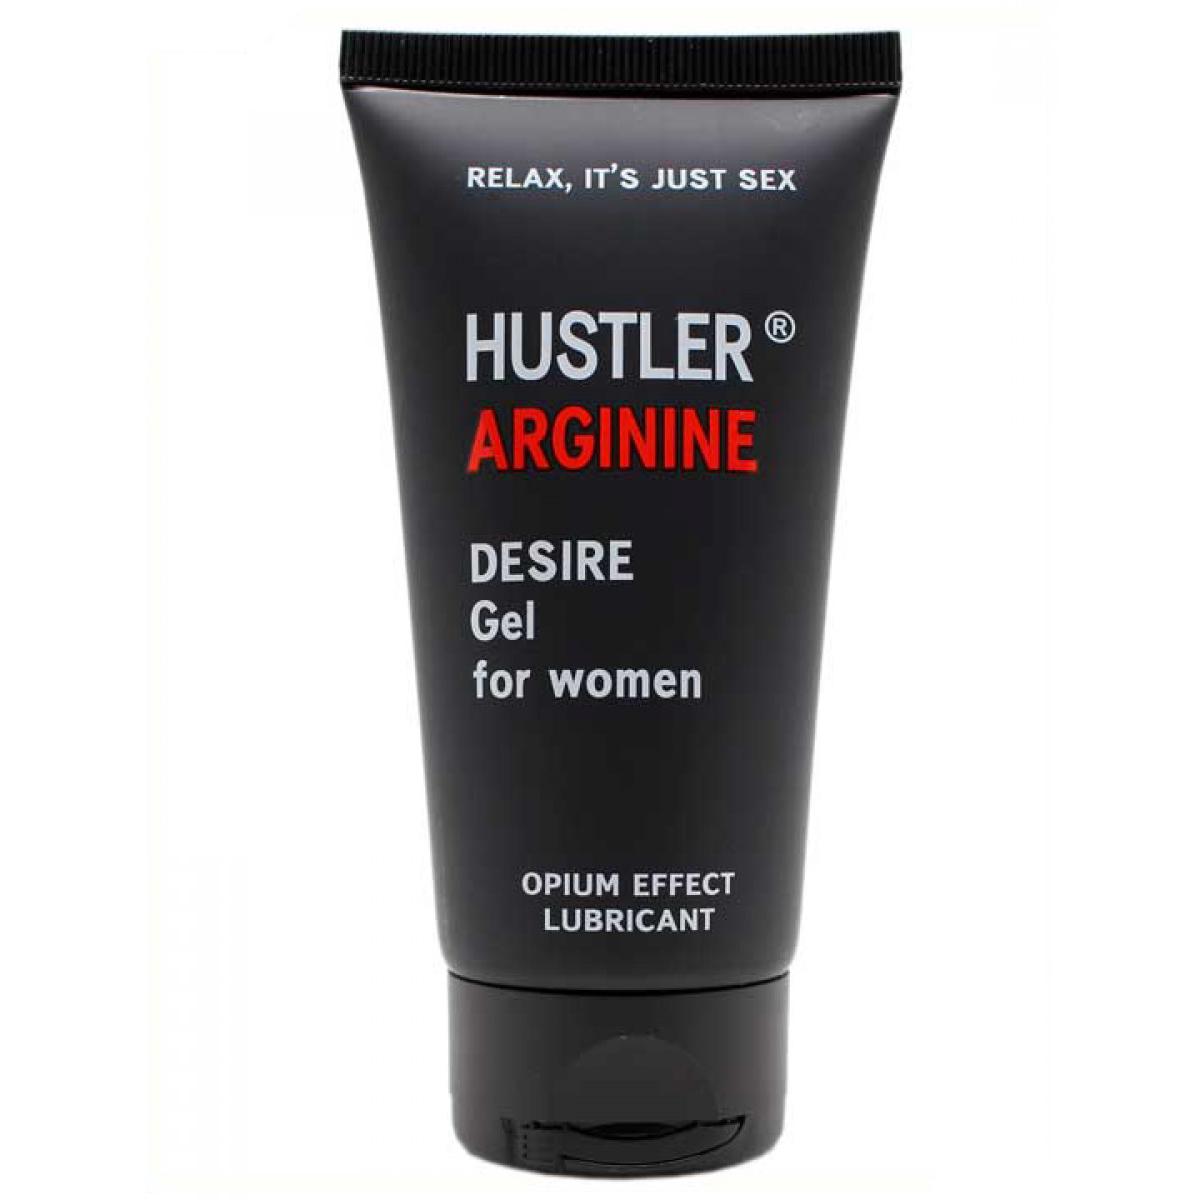 RELAX, IT'S JUST SEX
HUSTLER®
ARGININE
DESIRE
Gel
for women
OPIUM EFFECT
LUBRICANT